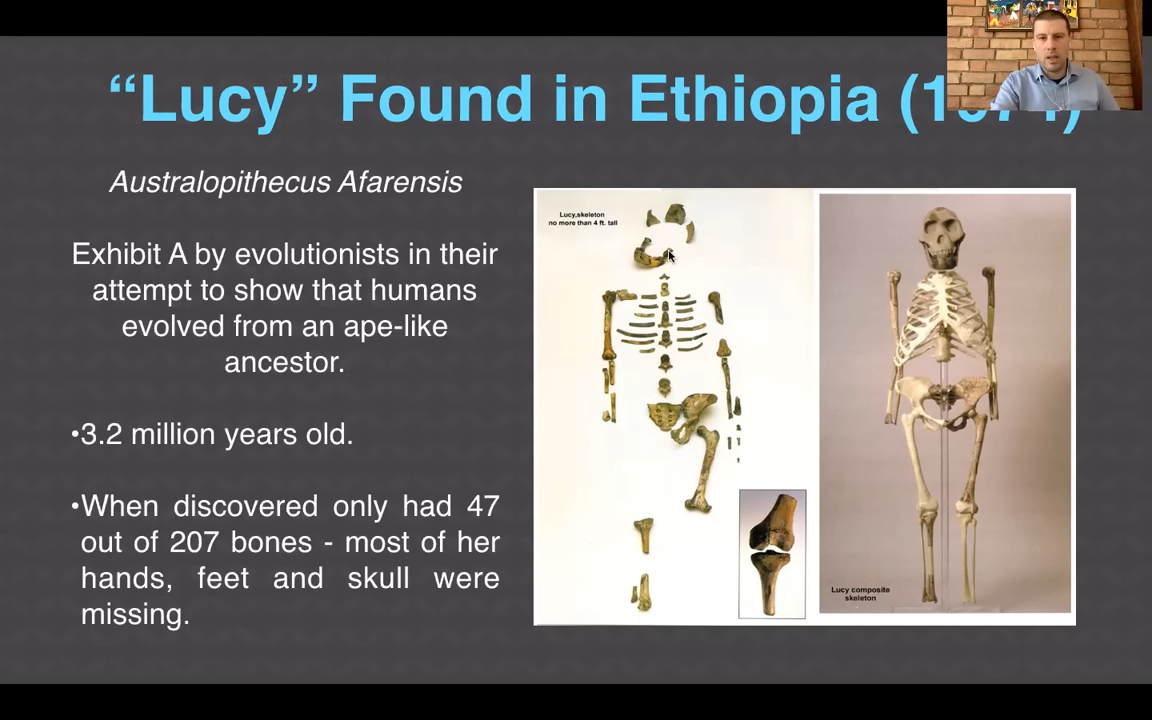 “Lucy” Found in Ethiopia
Australopithecus Afarensis
Exhibit A by evolutionists in their
attempt to show that humans
evolved from an ape-like
ancestor.
•3.2 million years old.
•When discovered only had 47
out of 207 bones - most of her
hands, feet and skull were
missing.
Lucy,skeleton
no more than 4 ft. tall
Lucy composite
skeleton